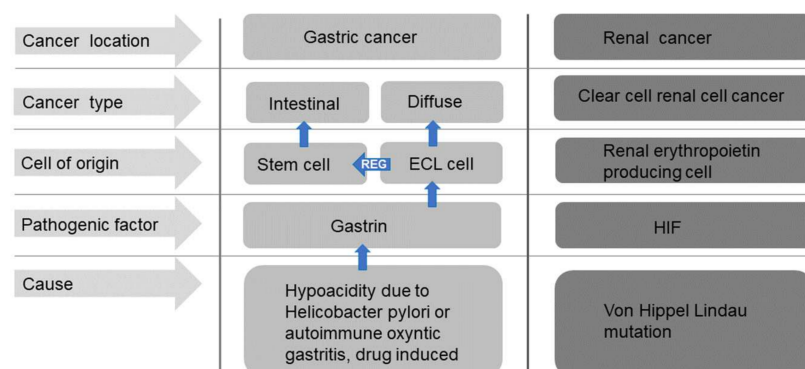 Cancer location
Gastric cancer
Renal cancer
Cancer type
Intestinal
Diffuse
Clear cell renal cell cancer
Cell of origin
Stem cell
REG
ECL cell
Renal erythropoietin
producing cell
Pathogenic factor
Gastrin
HIF
Cause
Hypoacidity due to
Helicobacter pylori or
autoimmune oxyntic
gastritis, drug induced
Von Hippel Lindau
mutation